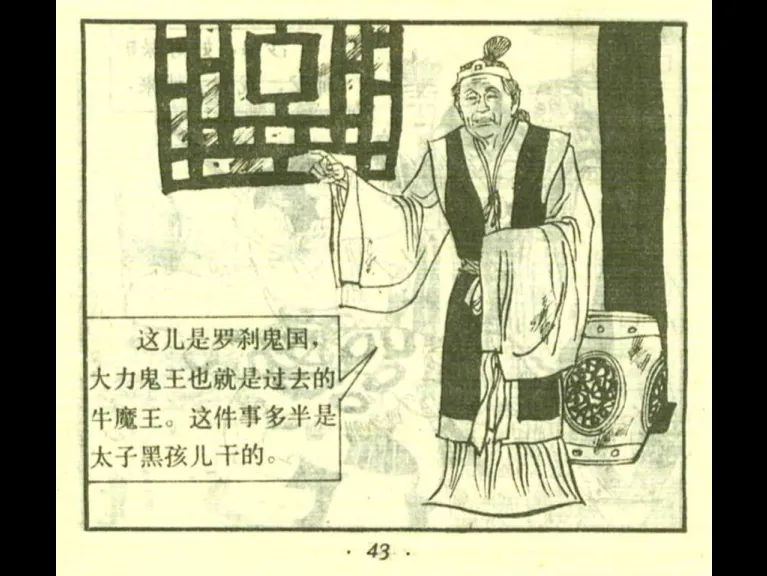 这儿是罗刹鬼国，
大力鬼王也就是过去的
牛魔王。这件事多半是
太子黑孩儿干的。
· 43 ·